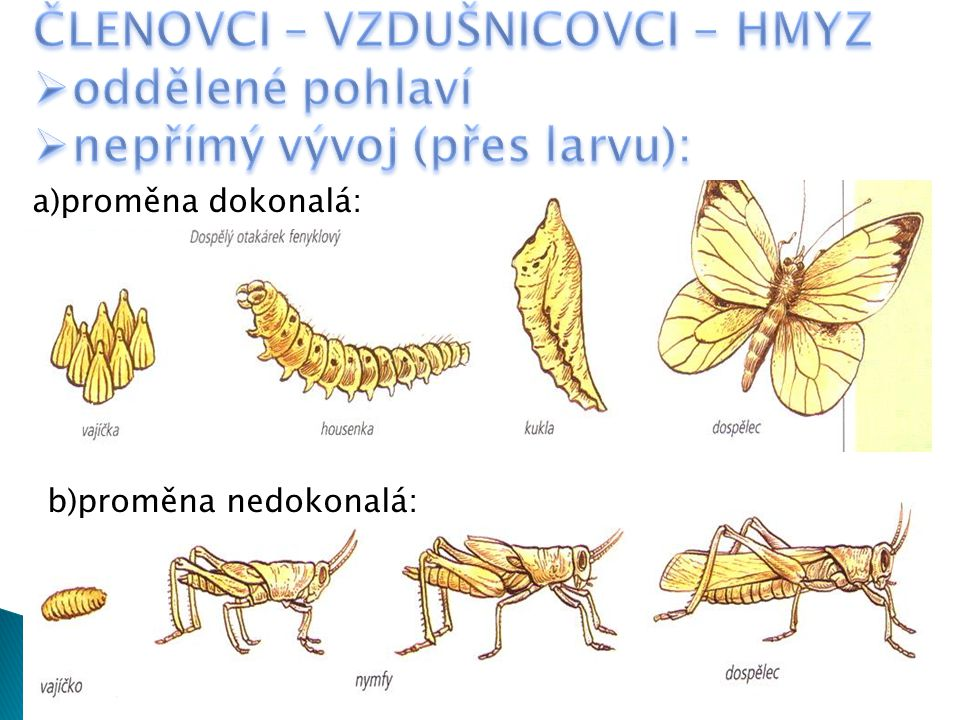 ČLENOVCI – VZDUŠNICOVCI - HMYZ
➢oddělené pohlaví
➢nepřímý vývoj (přes larvu):
a)proměna dokonalá:
Dospělý otakárek fenyklový
vajíčka housenka kukla dospělec
b)proměna nedokonalá:
vajíčko nymfy dospělec